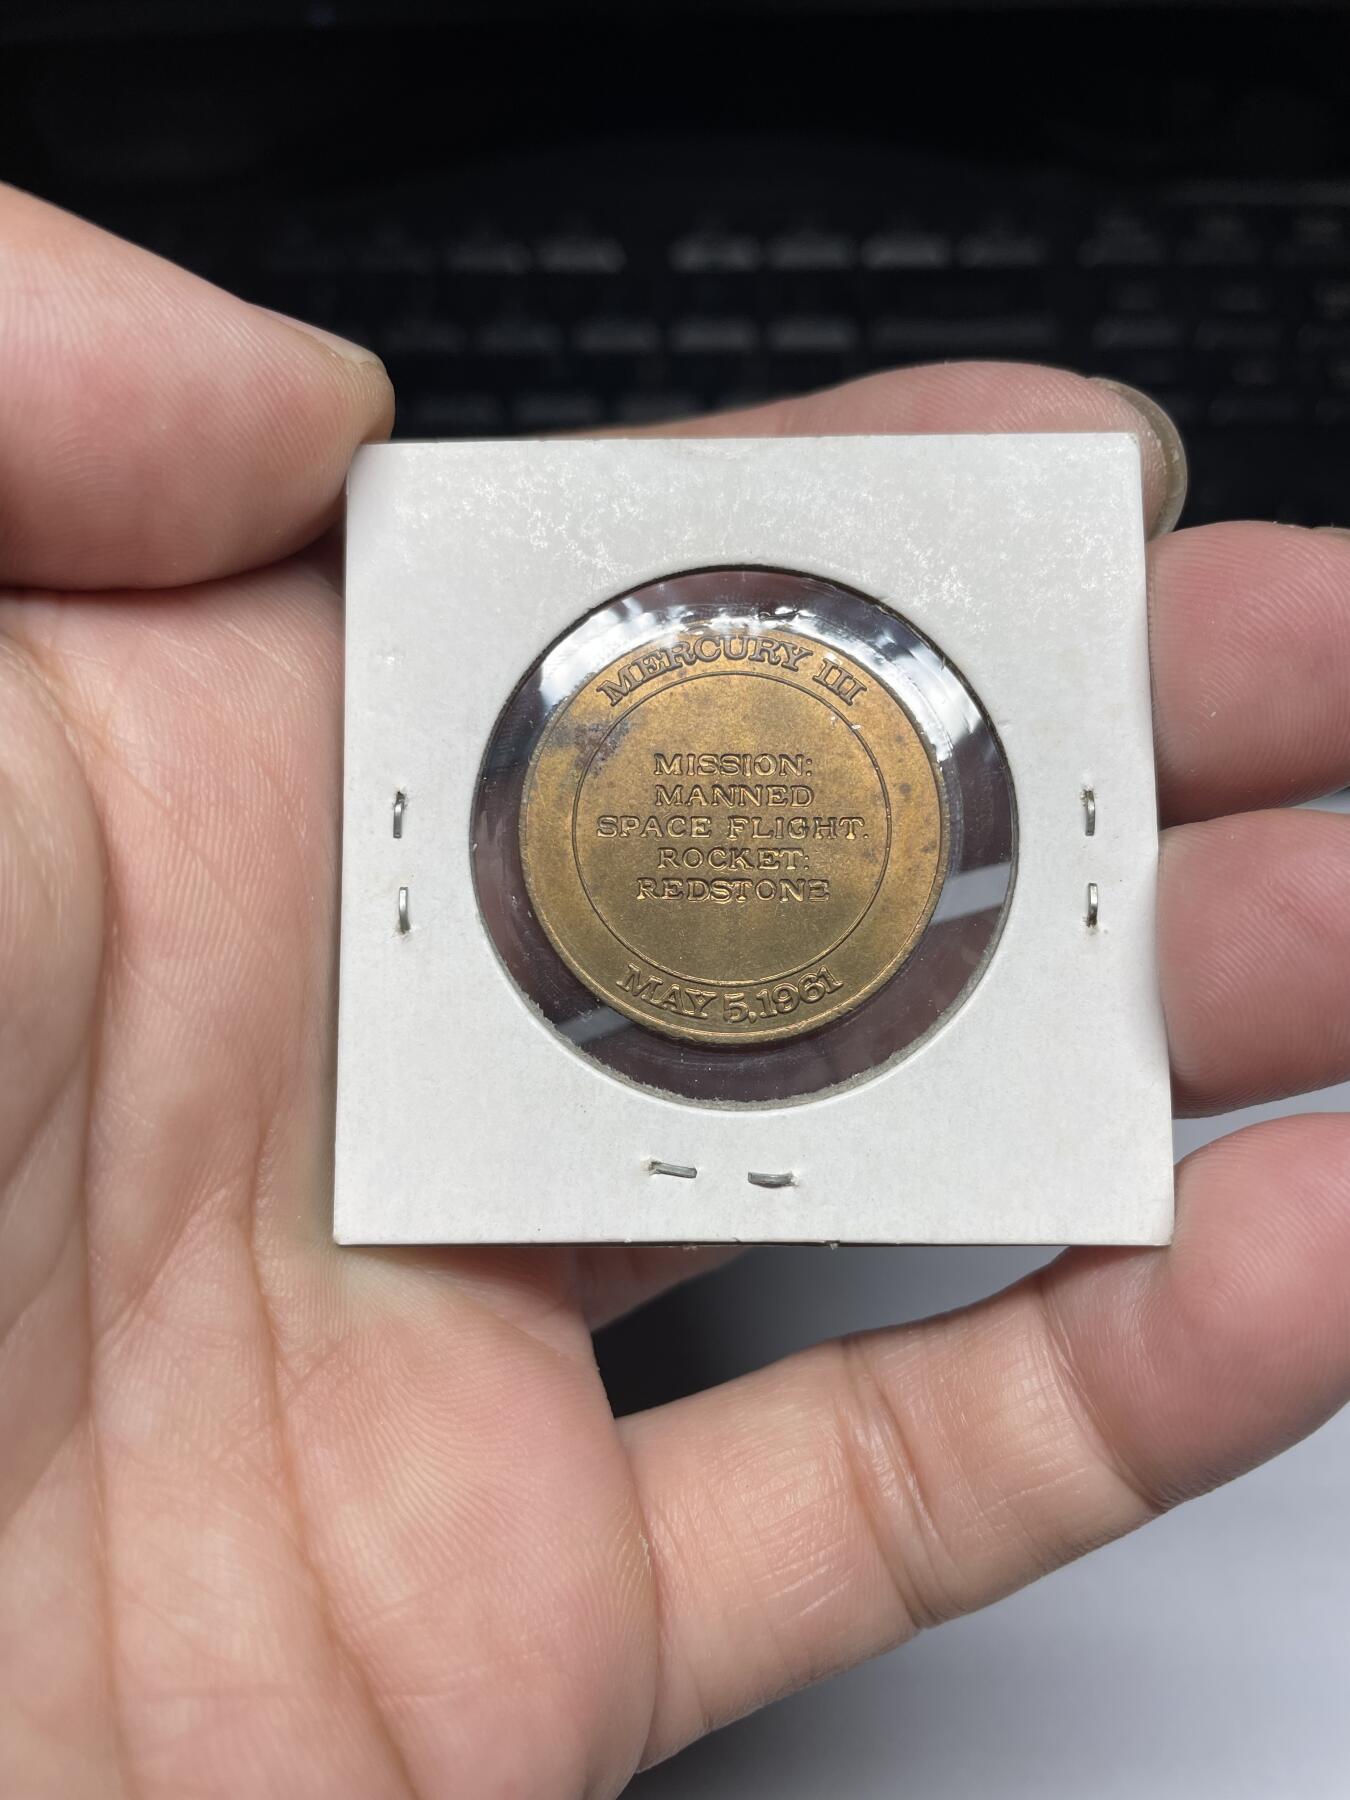 MERCURY III
MISSION:
MANNED
SPACE FLIGHT.
ROCKET:
REDSTONE
MAY 5, 1961